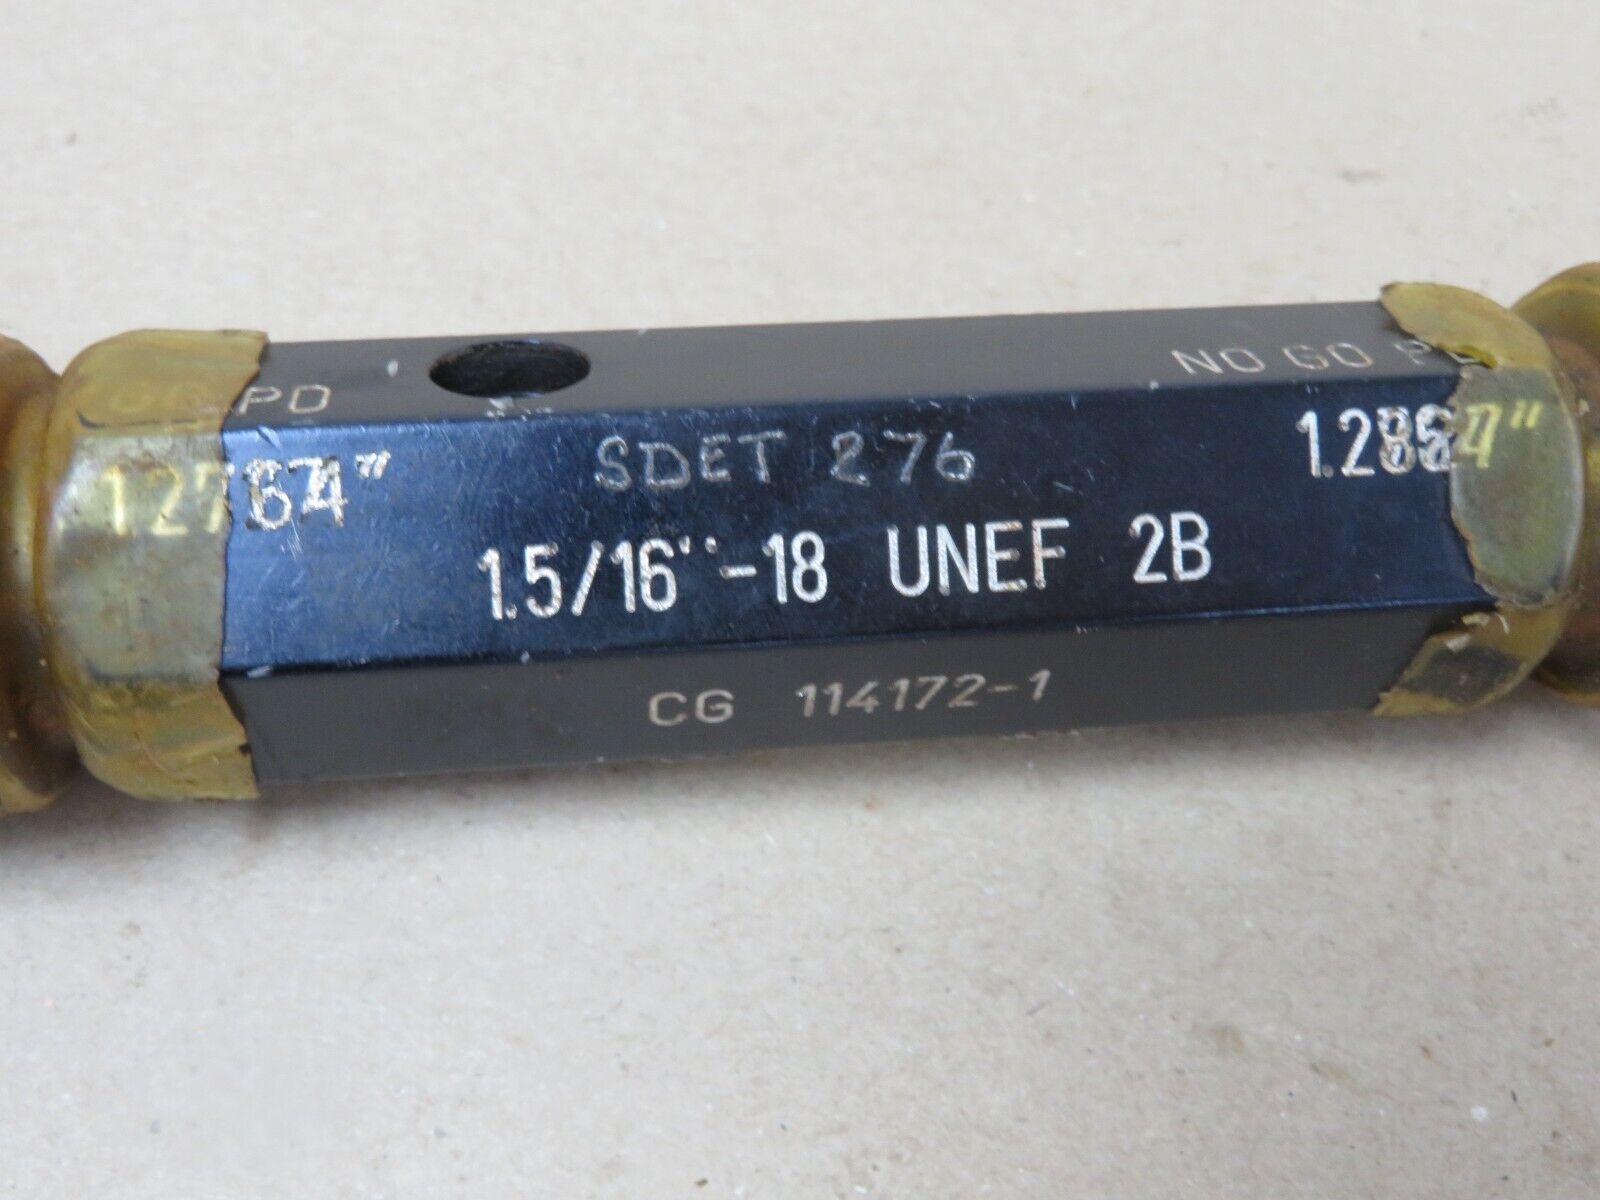 PD
NO GO
SDET 276
1.5/16"-18 UNEF 2B
CG 114172-1